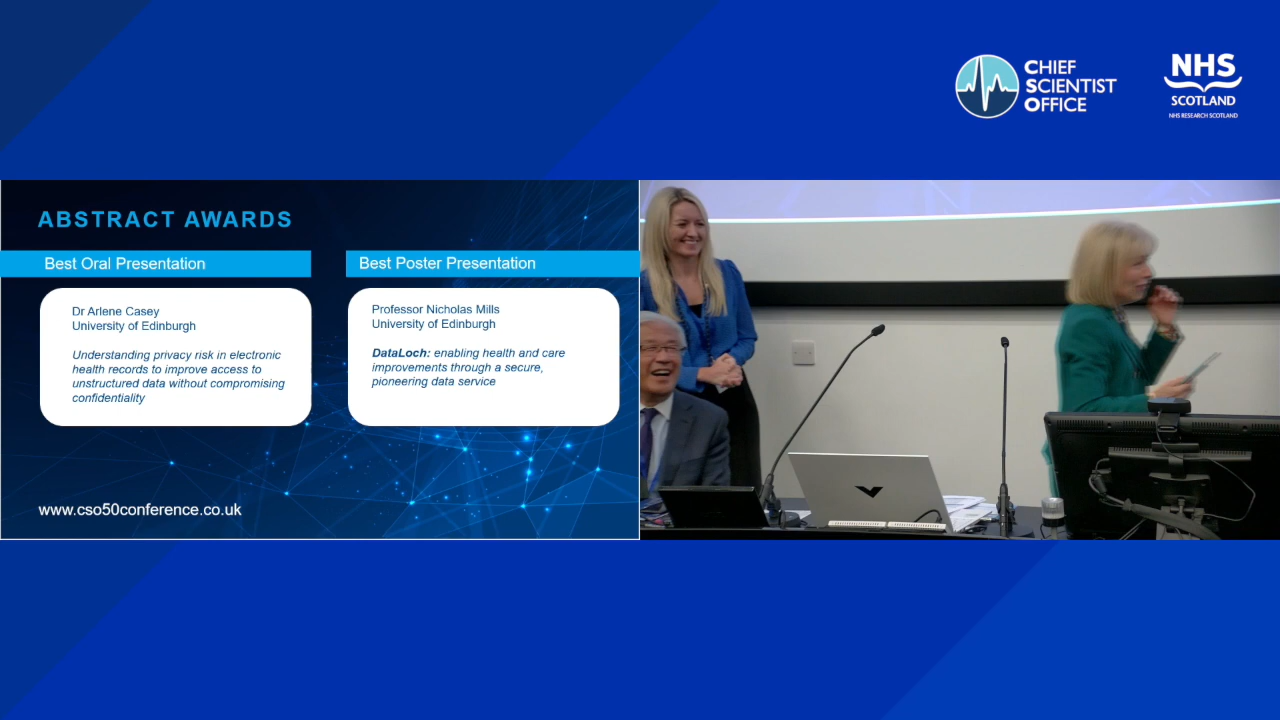 CHIEF
SCIENTIST
OFFICE
NHS
SCOTLAND
NHS RESEARCH SCOTLAND
ABSTRACT AWARDS
Best Oral Presentation
Dr Arlene Casey
University of Edinburgh
Understanding privacy risk in electronic
health records to improve access to
unstructured data without compromising
confidentiality
Best Poster Presentation
Professor Nicholas Mills
University of Edinburgh
DataLoch: enabling health and care
improvements through a secure,
pioneering data service
www.cso50conference.co.uk